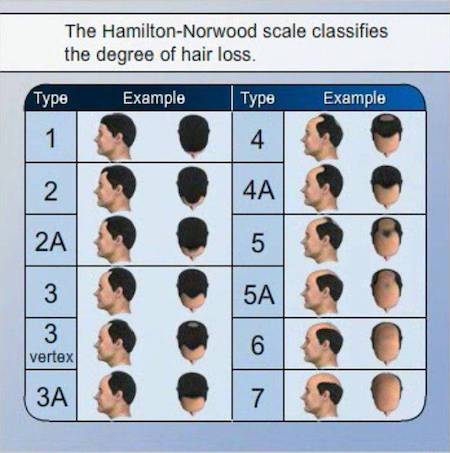 The Hamilton-Norwood scale classifies
the degree of hair loss.
Type Example Type Example
1 4
2 4A
2A 5
3 5A
3
vertex 6
3A 7